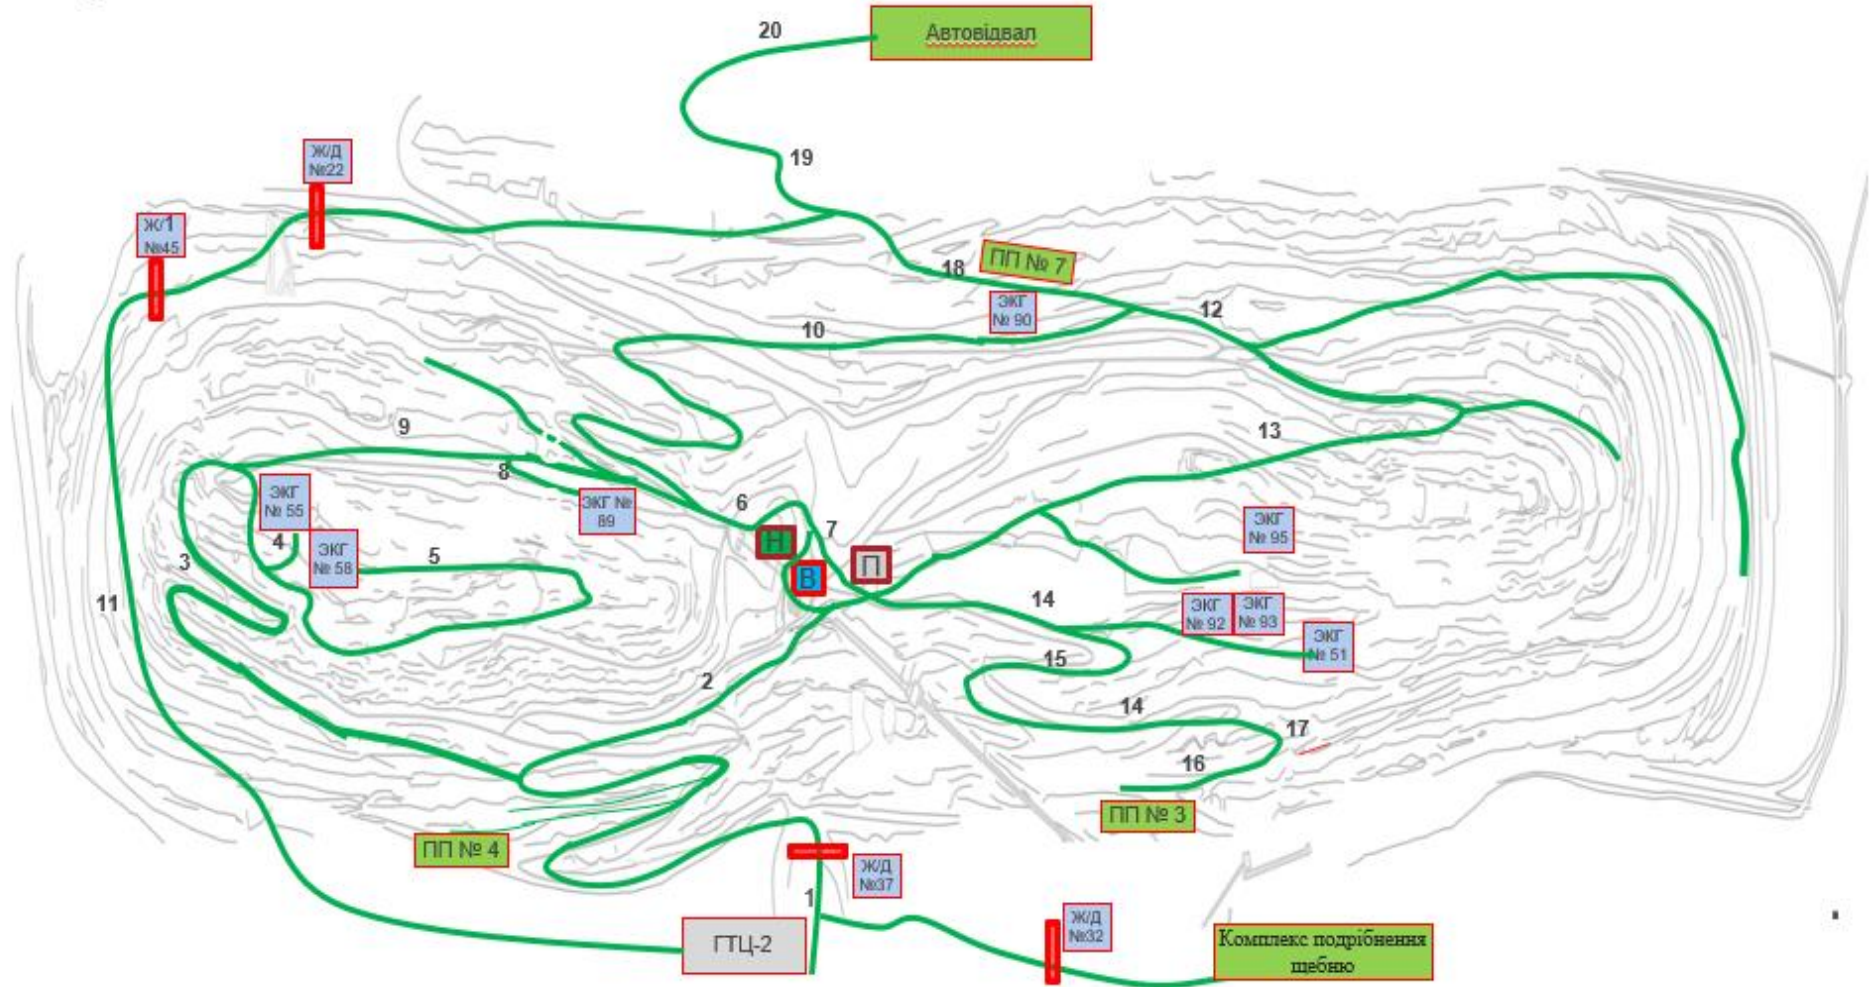 20
Автовідвал
19
Ж/Д
№22
Ж/1
№45
18
ПП № 7
ЭКГ
№ 90
12
10
9
13
8
ЭКГ
№ 55
ЭКГ №
89
6
7
ЭКГ
№ 95
Н
В
П
ЭКГ
№ 58
4
5
3
11
14
ЭКГ
№ 92
ЭКГ
№ 93
ЭКГ
№ 51
15
2
14
17
16
ПП № 3
ПП № 4
Ж/Д
№37
1
ГТЦ-2
Ж/Д
№32
Комплекс подрібнення
щебню